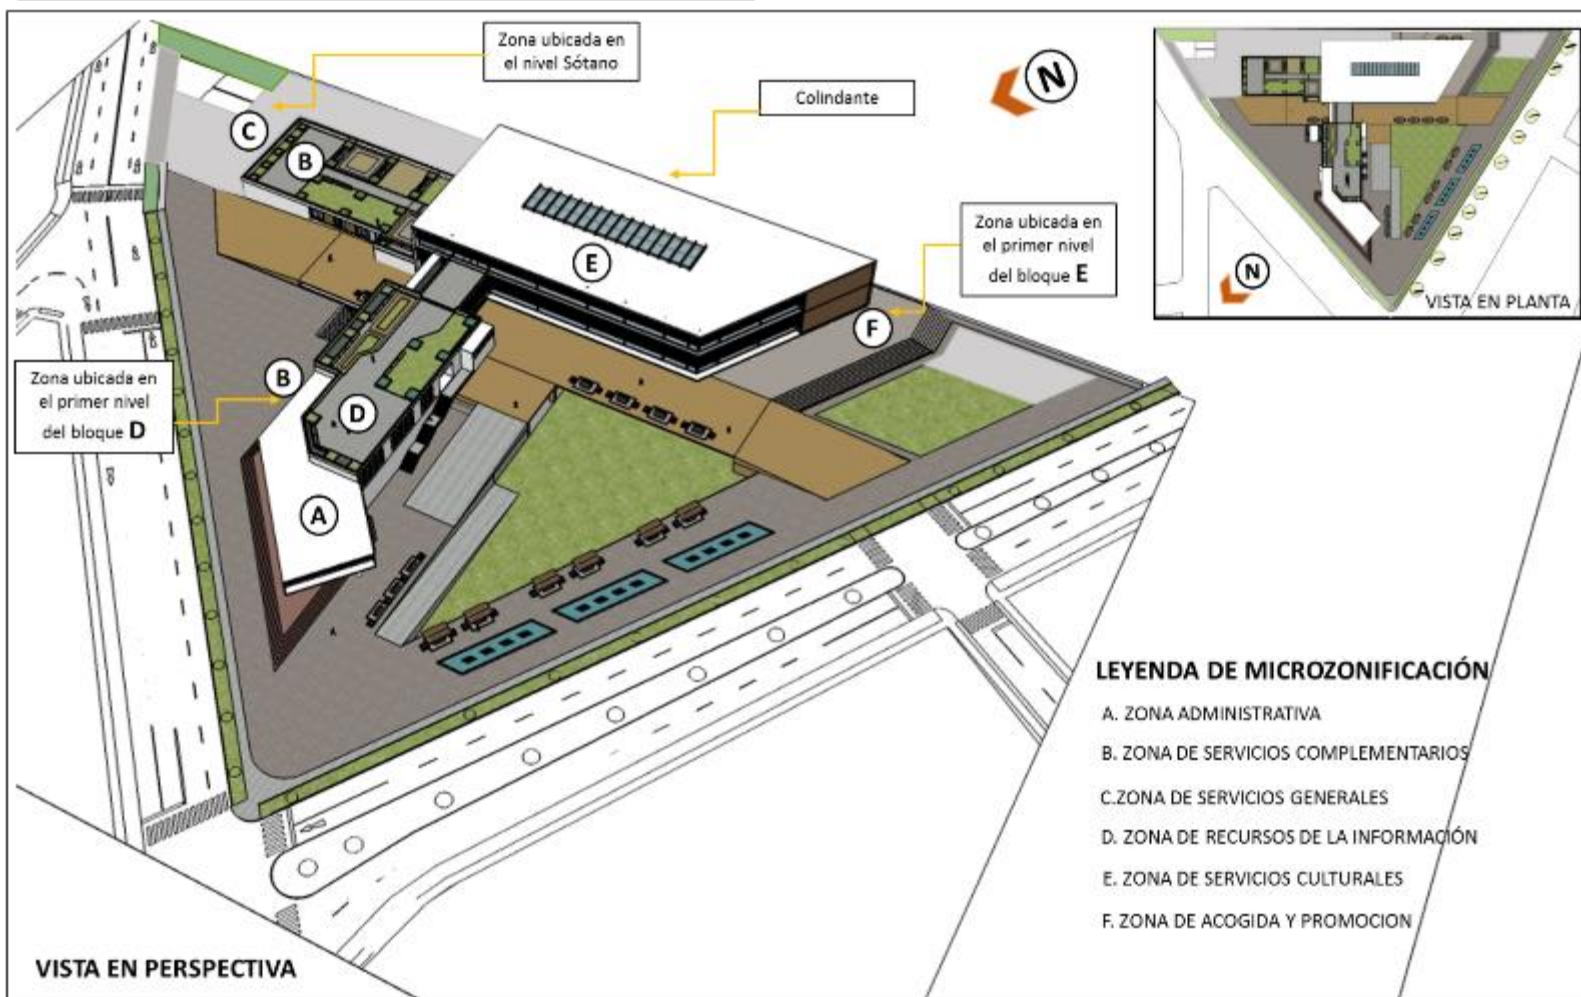 Zona ubicada en
el nivel Sótano
Colindante
N
C
B
E
Zona ubicada en
el primer nivel
del bloque E
F
N
VISTA EN PLANTA
Zona ubicada en
el primer nivel
del bloque D
B
D
A
LEYENDA DE MICROZONIFICACIÓN
A. ZONA ADMINISTRATIVA
B. ZONA DE SERVICIOS COMPLEMENTARIOS
C.ZONA DE SERVICIOS GENERALES
D. ZONA DE RECURSOS DE LA INFORMACIÓN
E. ZONA DE SERVICIOS CULTURALES
F. ZONA DE ACOGIDA Y PROMOCION
VISTA EN PERSPECTIVA